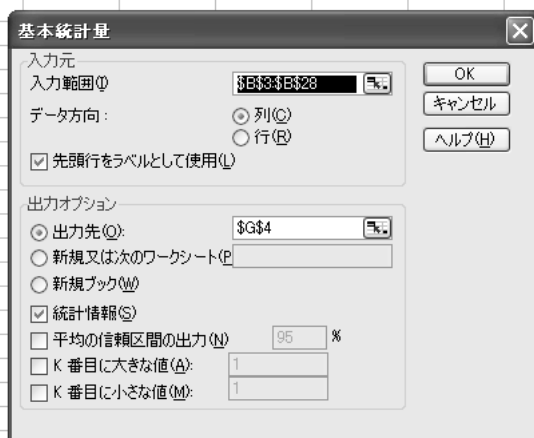 基本統計量
入力元
入力範囲(I) $B$3:$B$28
OK
キャンセル
データ方向: 列(C)
行(R)
ヘルプ(H)
先頭行をラベルとして使用(L)
出力オプション
出力先(O): $G$4
新規又は次のワークシート(P
新規ブック(W)
統計情報(S)
平均の信頼区間の出力(N) 95 %
K 番目に大きな値(A): 1
K 番目に小さな値(M): 1